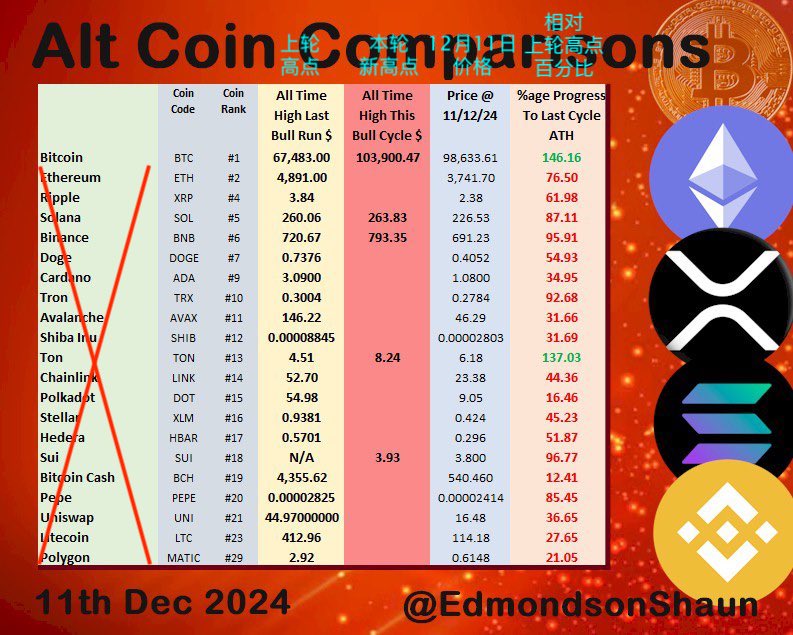 Alt Coin Comparisons
上轮
高点
本轮
新高点
12月11日
价格
相对
上轮高点
百分比
Coin Code
Coin Rank
All Time High Last Bull Run $
All Time High This Bull Cycle $
Price @ 11/12/24
%age Progress To Last Cycle ATH
Bitcoin BTC #1 67,483.00 103,900.47 98,633.61 146.16
Ethereum ETH #2 4,891.00 3,741.70 76.50
Ripple XRP #4 3.84 2.38 61.98
Solana SOL #5 260.06 263.83 226.53 87.11
Binance BNB #6 720.67 793.35 691.23 95.91
Doge DOGE #7 0.7376 0.4052 54.93
Cardano ADA #9 3.0900 1.0800 34.95
Tron TRX #10 0.3004 0.2784 92.68
Avalanche AVAX #11 146.22 46.29 31.66
Shiba Inu SHIB #12 0.00008845 0.00002803 31.69
Ton TON #13 4.51 8.24 6.18 137.03
Chainlink LINK #14 52.70 23.38 44.36
Polkadot DOT #15 54.98 9.05 16.46
Stellar XLM #16 0.9381 0.424 45.23
Hedera HBAR #17 0.5701 0.296 51.87
Sui SUI #18 N/A 3.93 3.800 96.77
Bitcoin Cash BCH #19 4,355.62 540.460 12.41
Pepe PEPE #20 0.00002825 0.00002414 85.45
Uniswap UNI #21 44.97000000 16.48 36.65
Litecoin LTC #23 412.96 114.18 27.65
Polygon MATIC #29 2.92 0.6148 21.05
11th Dec 2024
@EdmondsonShaun